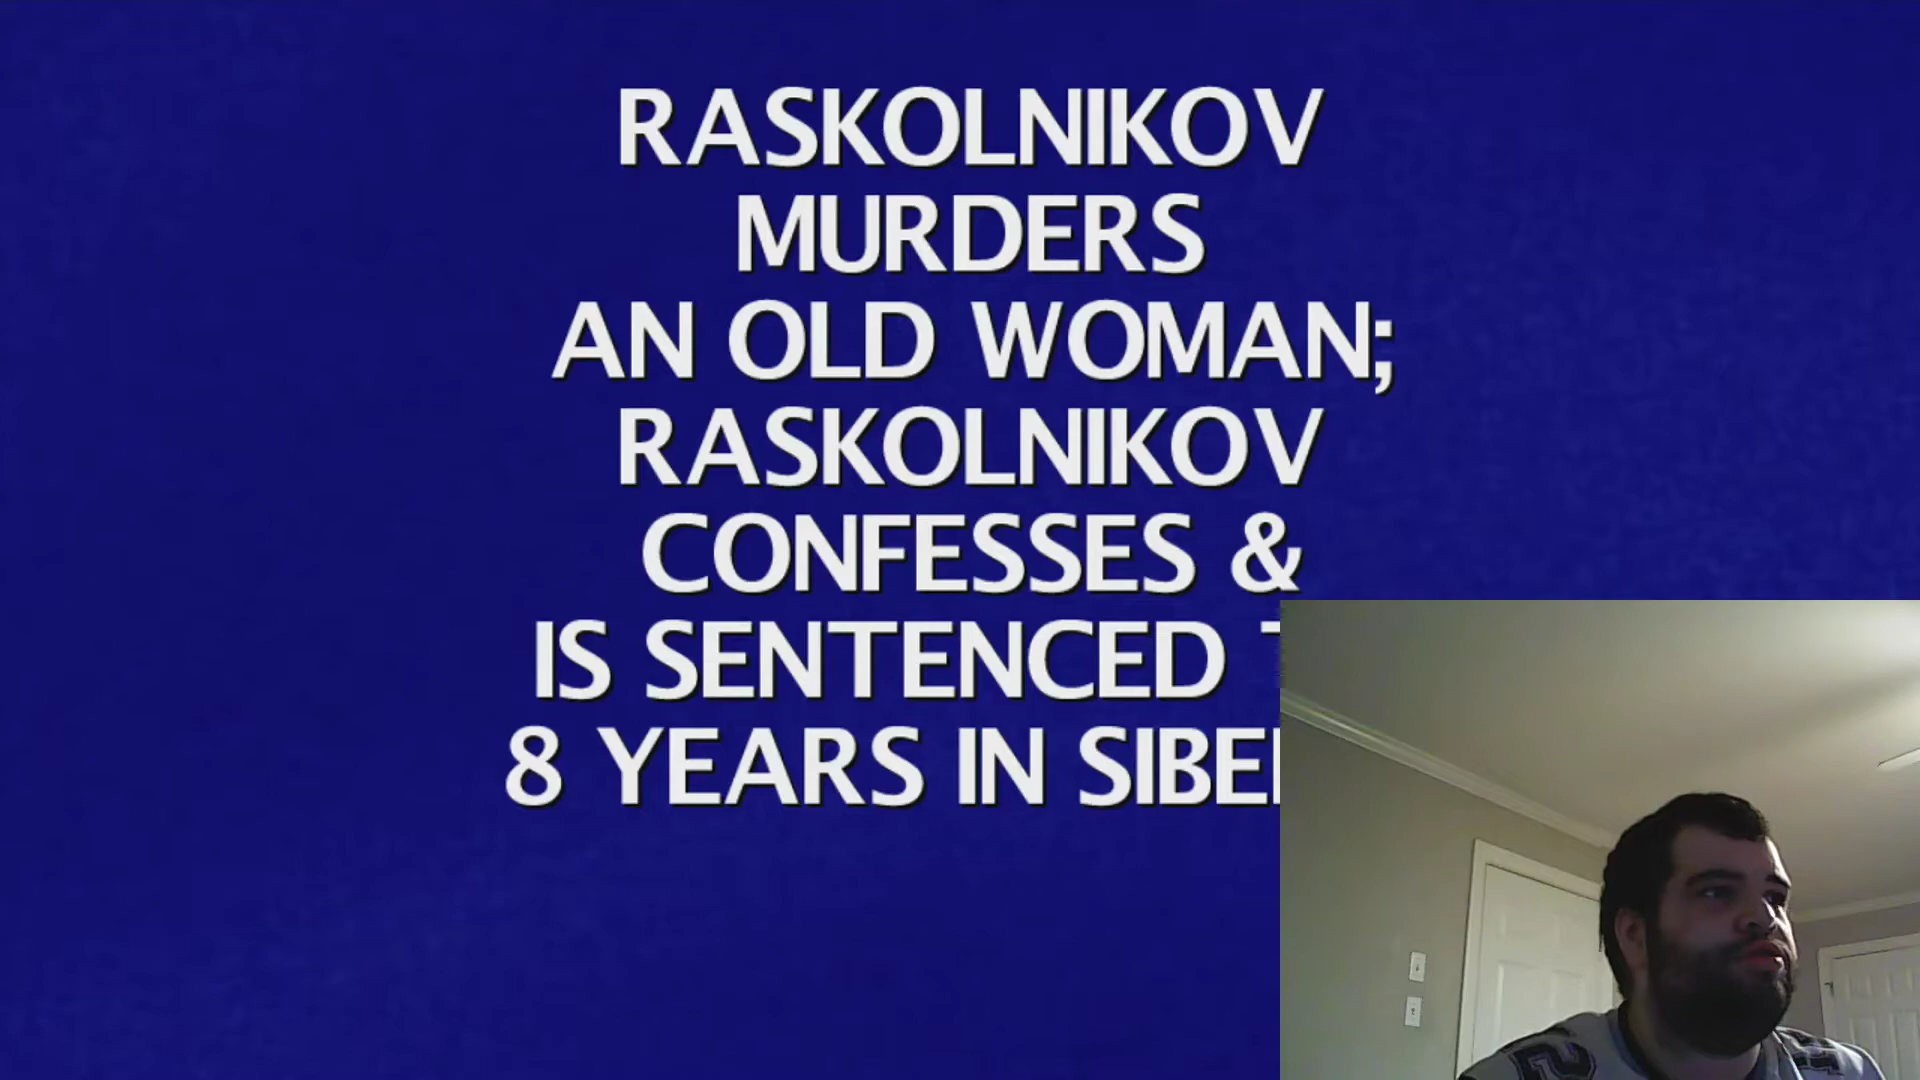 RASKOLNIKOV
MURDERS
AN OLD WOMAN;
RASKOLNIKOV
CONFESSES &
IS SENTENCED
8 YEARS IN